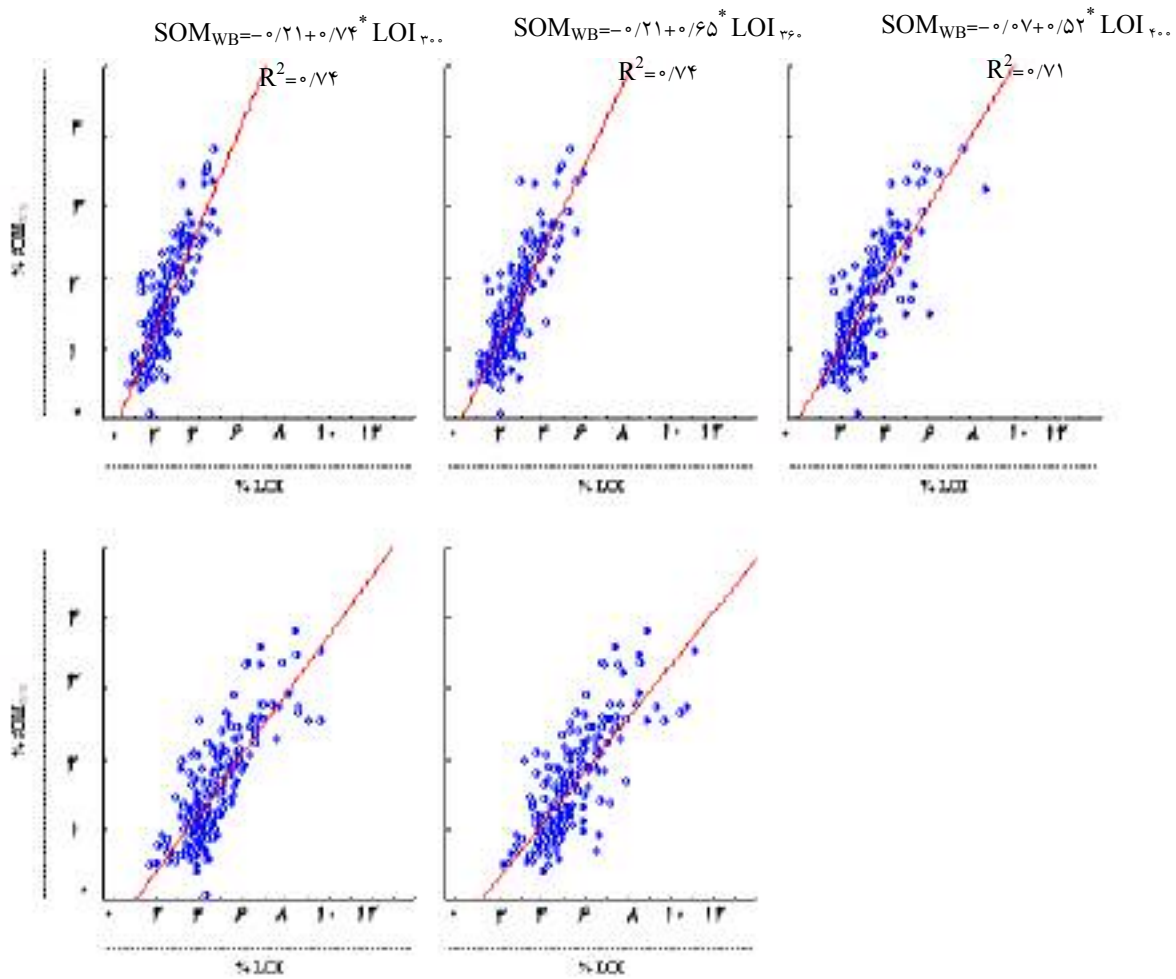 SOM_WB=-۰/۲۱+۰/۷۴* LOI ۳۰۰
R²=۰/۷۴
SOM_WB=-۰/۲۱+۰/۶۵* LOI ۳۶۰
R²=۰/۷۴
SOM_WB=-۰/۰۷+۰/۵۲* LOI ۴۰۰
R²=۰/۷۱
% SOM
۴
۳
۲
۱
۰
۰ ۲ ۴ ۶ ۸ ۱۰ ۱۲
% LOI
۰ ۲ ۴ ۶ ۸ ۱۰ ۱۲
% LOI
۰ ۲ ۴ ۶ ۸ ۱۰ ۱۲
% LOI
% SOM
۴
۳
۲
۱
۰
۰ ۲ ۴ ۶ ۸ ۱۰ ۱۲
% LOI
۰ ۲ ۴ ۶ ۸ ۱۰ ۱۲
% LOI